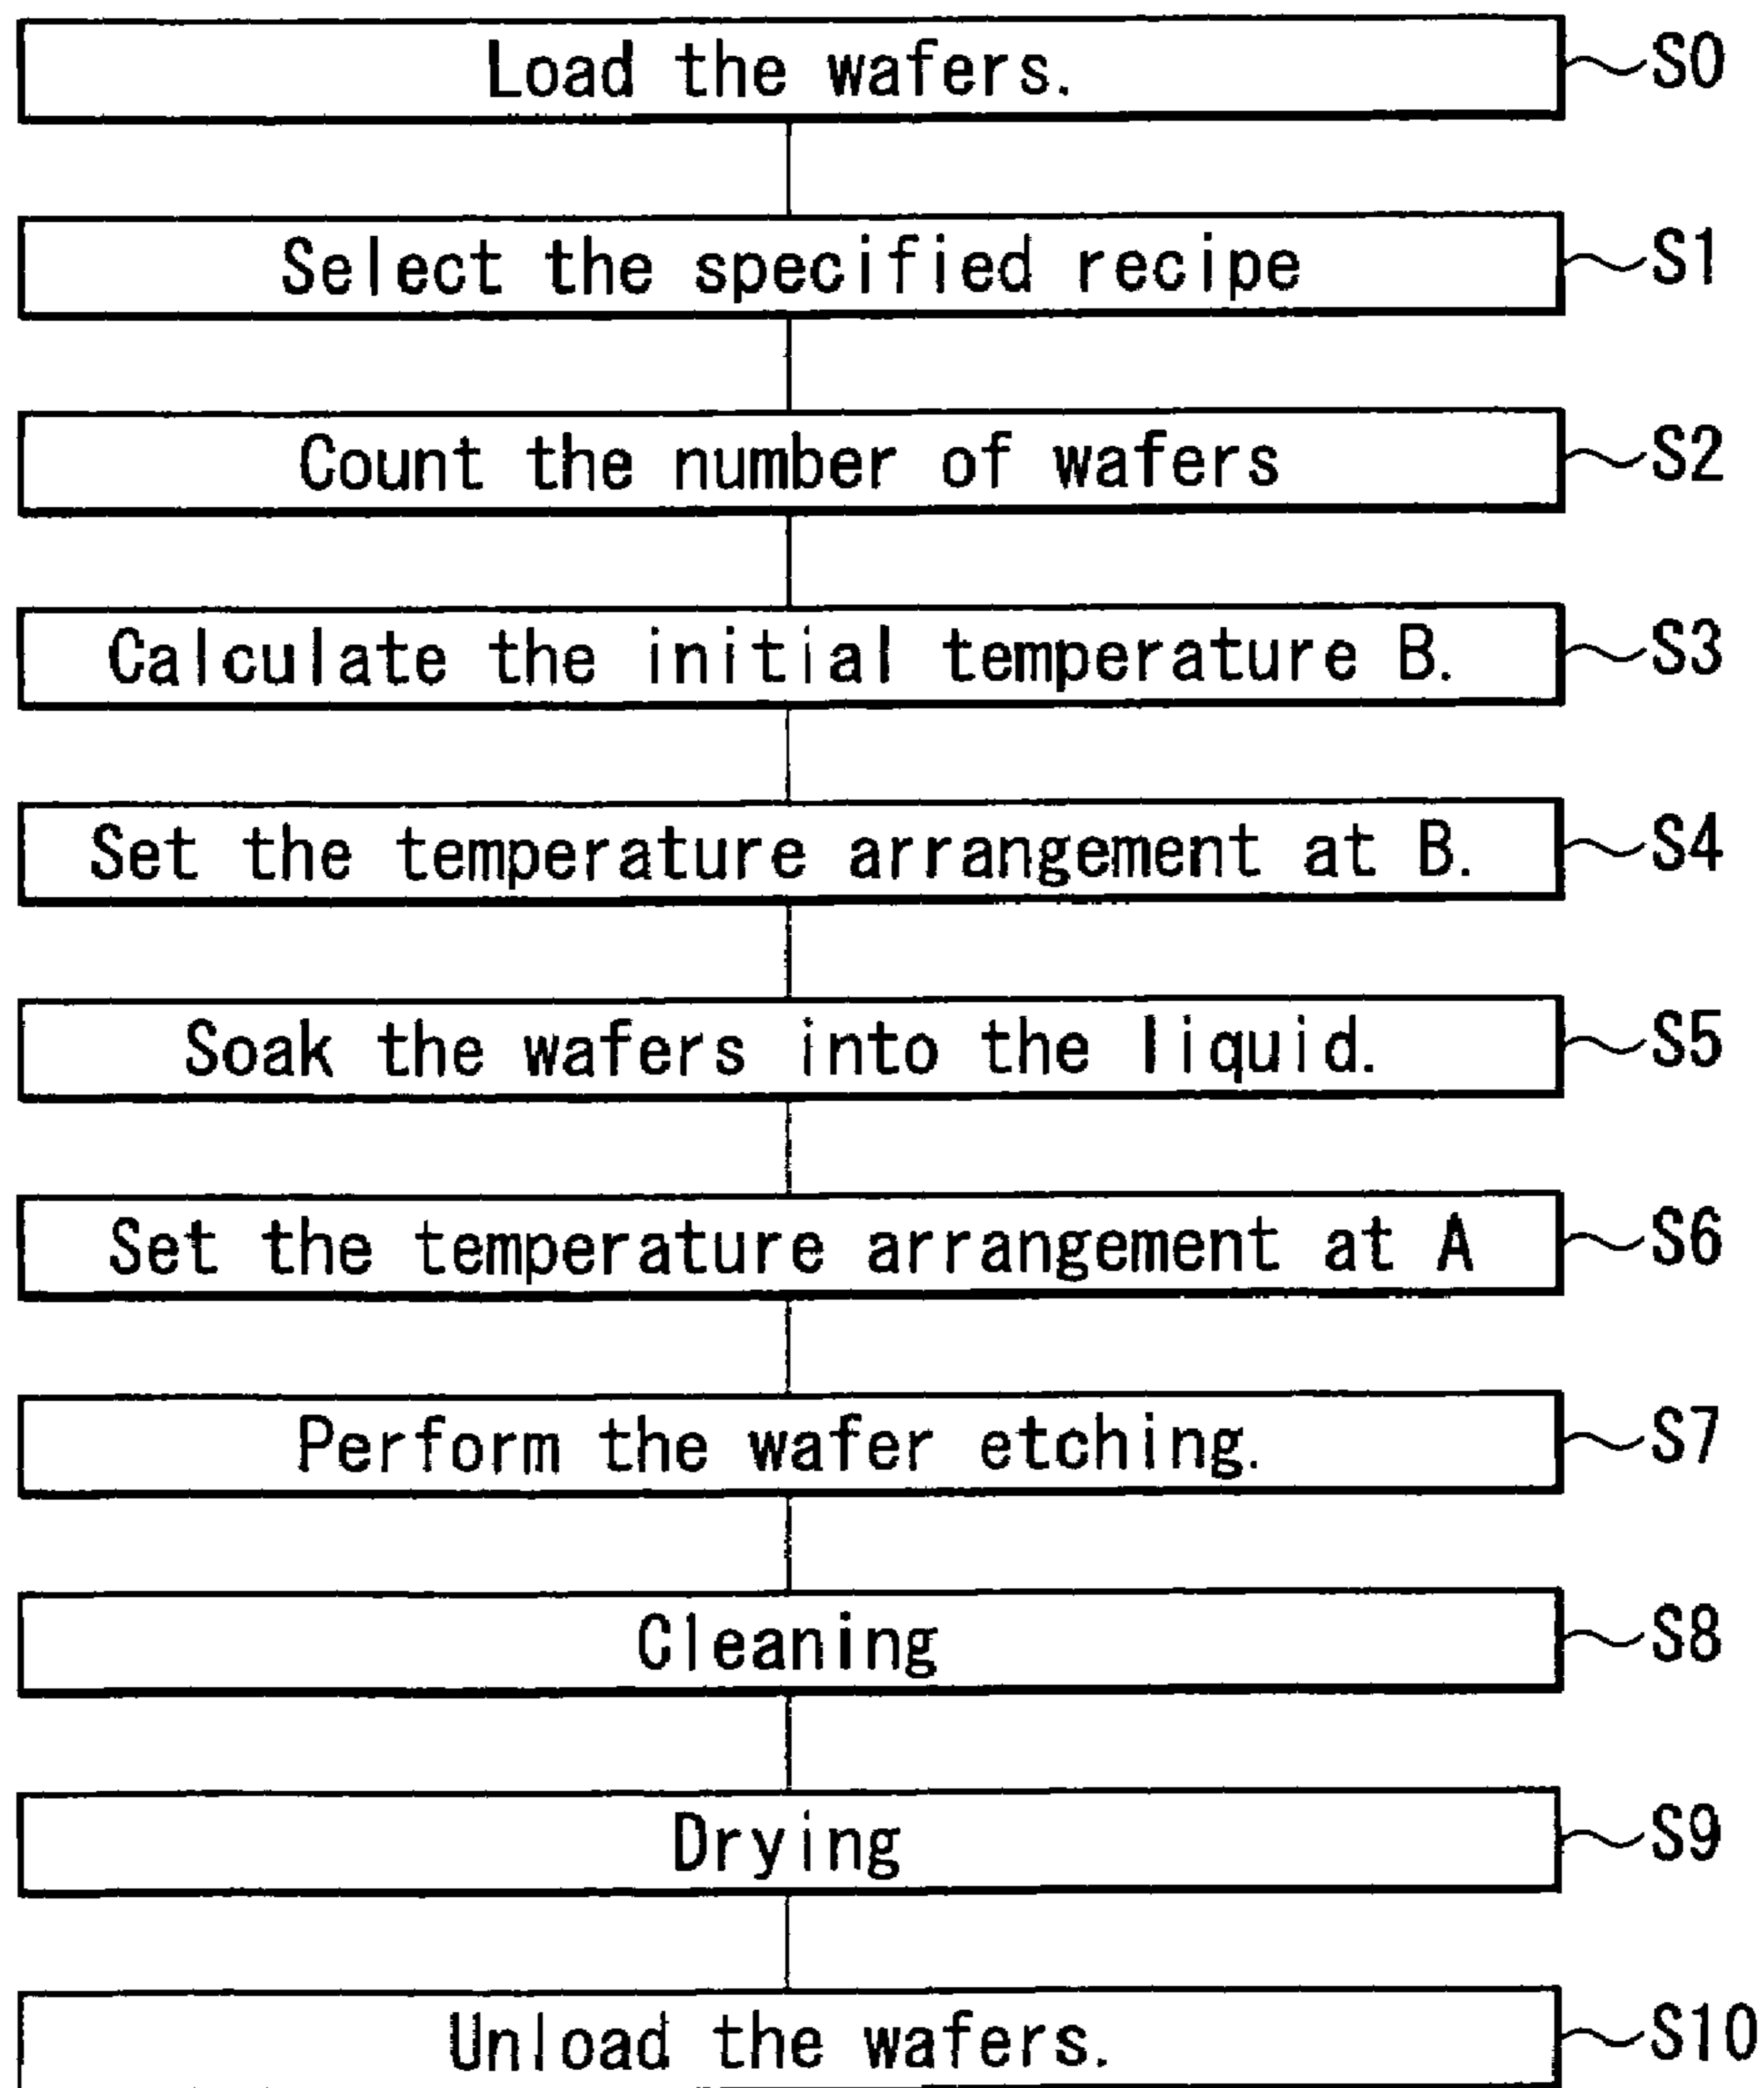 Load the wafers. S0
Select the specified recipe S1
Count the number of wafers S2
Calculate the initial temperature B. S3
Set the temperature arrangement at B. S4
Soak the wafers into the liquid. S5
Set the temperature arrangement at A S6
Perform the wafer etching. S7
Cleaning S8
Drying S9
Unload the wafers. S10